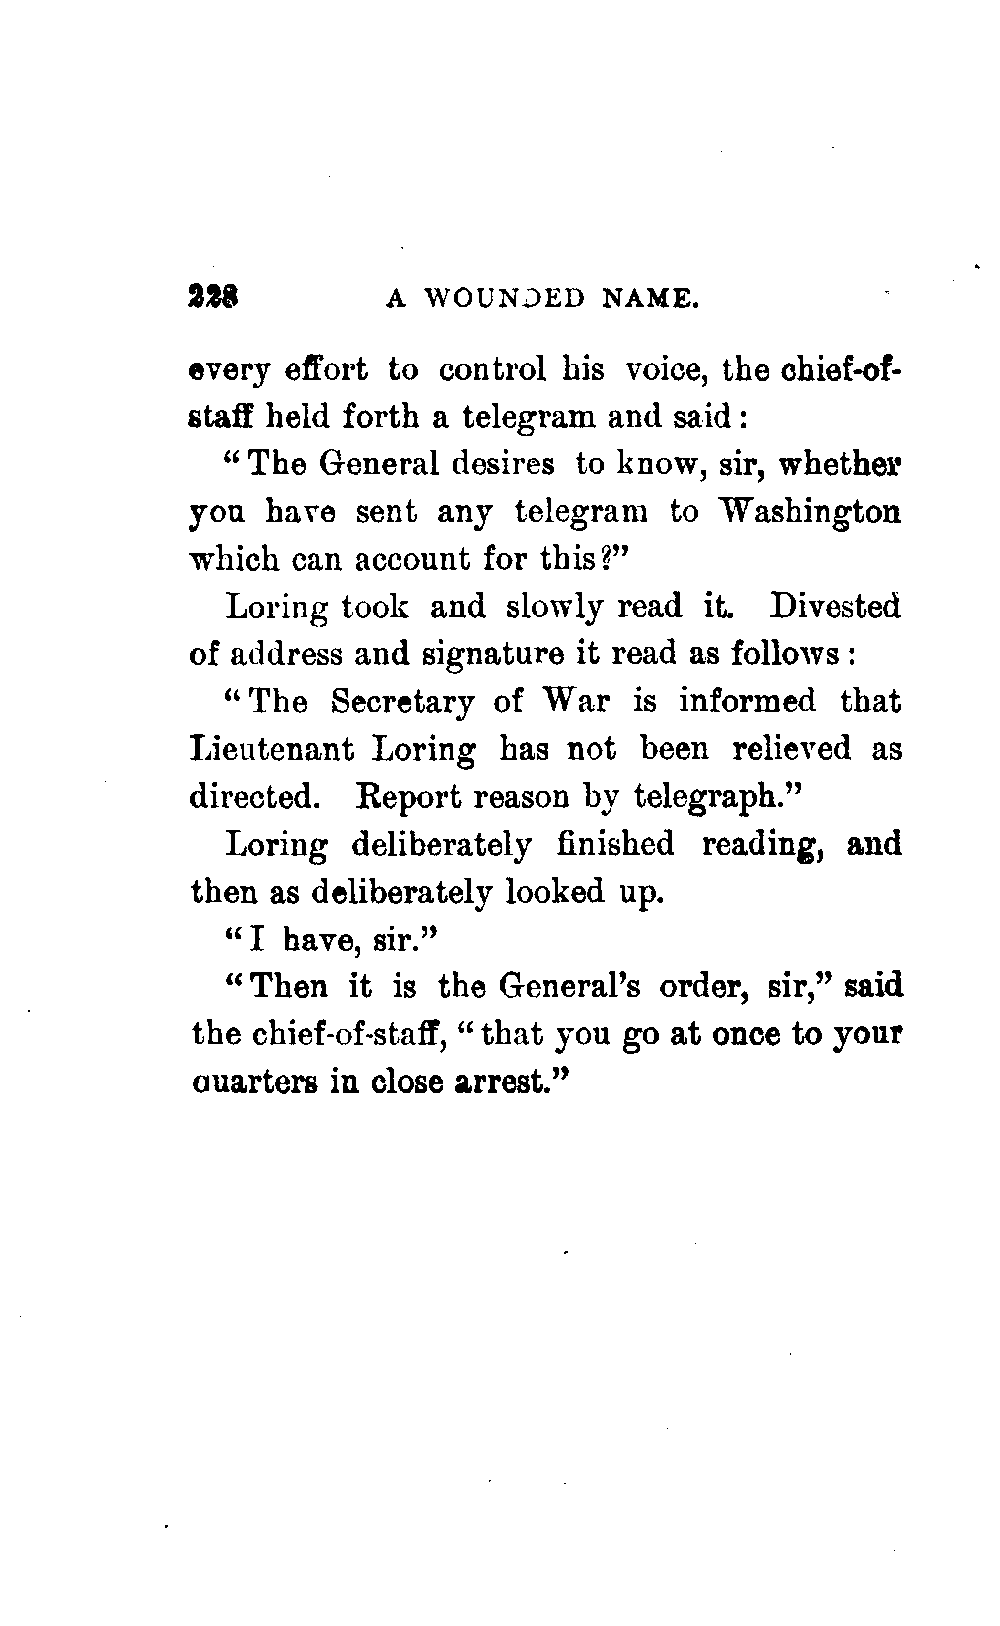 228 A WOUNDED NAME.
every effort to control his voice, the chief-of-
staff held forth a telegram and said:
"The General desires to know, sir, whether
you have sent any telegram to Washington
which can account for this?"
Loring took and slowly read it. Divested
of address and signature it read as follows:
"The Secretary of War is informed that
Lieutenant Loring has not been relieved as
directed. Report reason by telegraph."
Loring deliberately finished reading, and
then as deliberately looked up.
"I have, sir."
"Then it is the General's order, sir," said
the chief-of-staff, "that you go at once to your
quarters in close arrest."